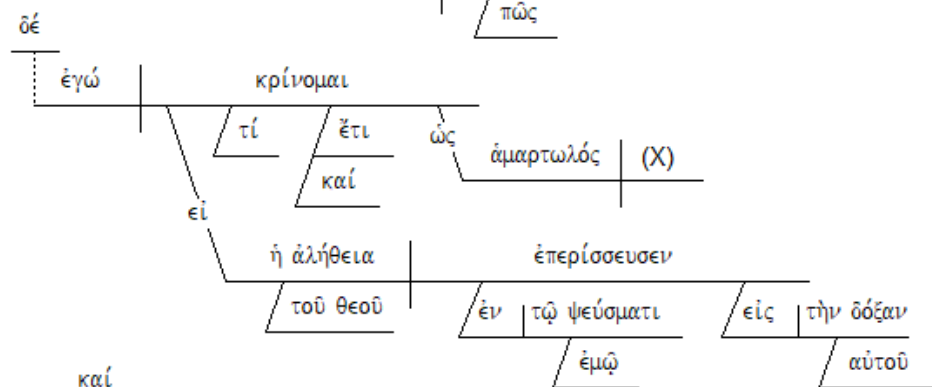 πῶς
δέ
ἐγώ κρίνομαι
τί ἔτι ὡς ἁμαρτωλός (X)
καί
εἰ
ἡ ἀλήθεια ἐπερίσσευσεν
τοῦ θεοῦ ἐν τῷ ψεύσματι εἰς τὴν δόξαν
ἐμῷ αὐτοῦ
καί